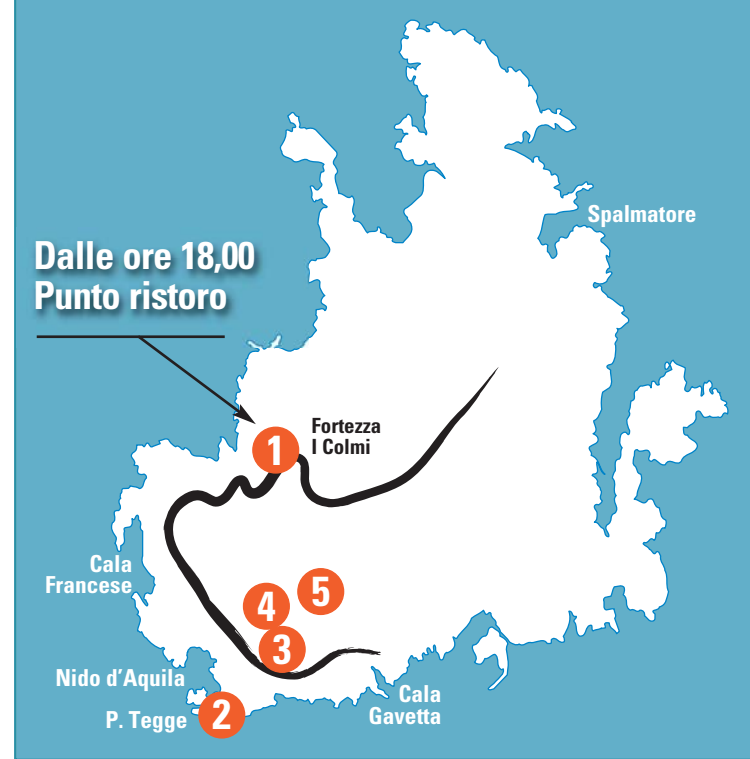 Spalmatore
Dalle ore 18,00
Punto ristoro
1
Fortezza
I Colmi
Cala
Francese
5
4
3
Nido d'Aquila
P. Tegge
2
Cala
Gavetta